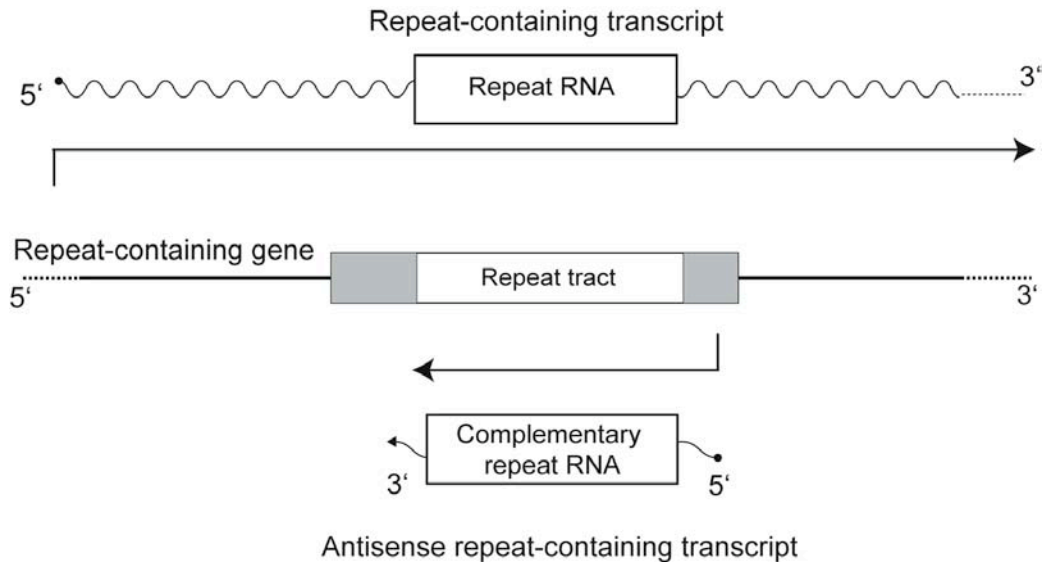 Repeat-containing transcript
5‘
Repeat RNA
3‘
Repeat-containing gene
5‘
Repeat tract
3‘
Complementary
repeat RNA
3‘
5‘
Antisense repeat-containing transcript